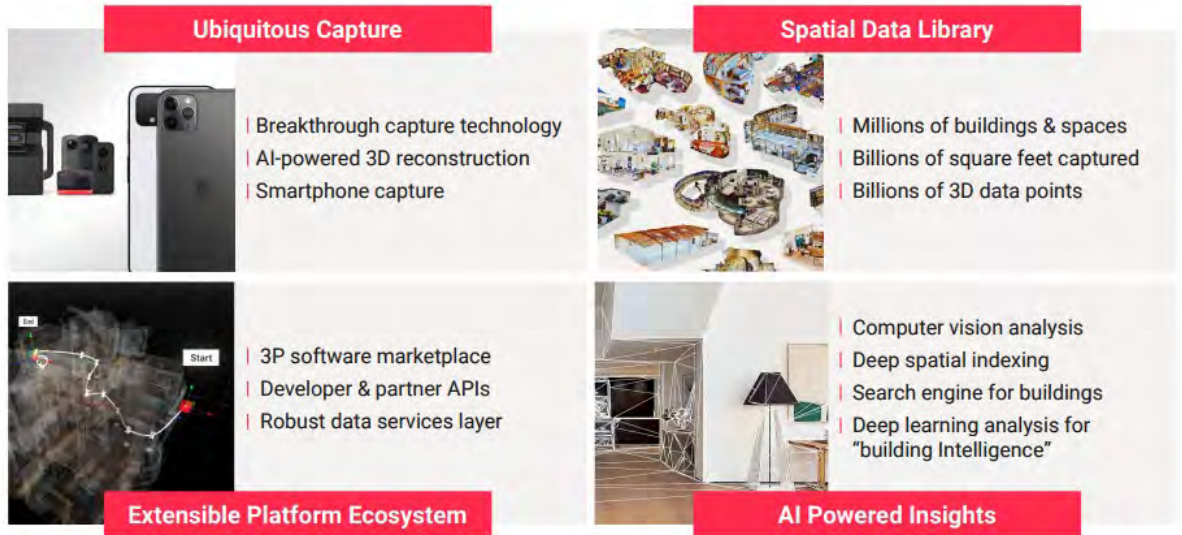 Ubiquitous Capture
Breakthrough capture technology
AI-powered 3D reconstruction
Smartphone capture
Spatial Data Library
Millions of buildings & spaces
Billions of square feet captured
Billions of 3D data points
End
Start
3P software marketplace
Developer & partner APIs
Robust data services layer
Extensible Platform Ecosystem
Computer vision analysis
Deep spatial indexing
Search engine for buildings
Deep learning analysis for
“building Intelligence”
AI Powered Insights